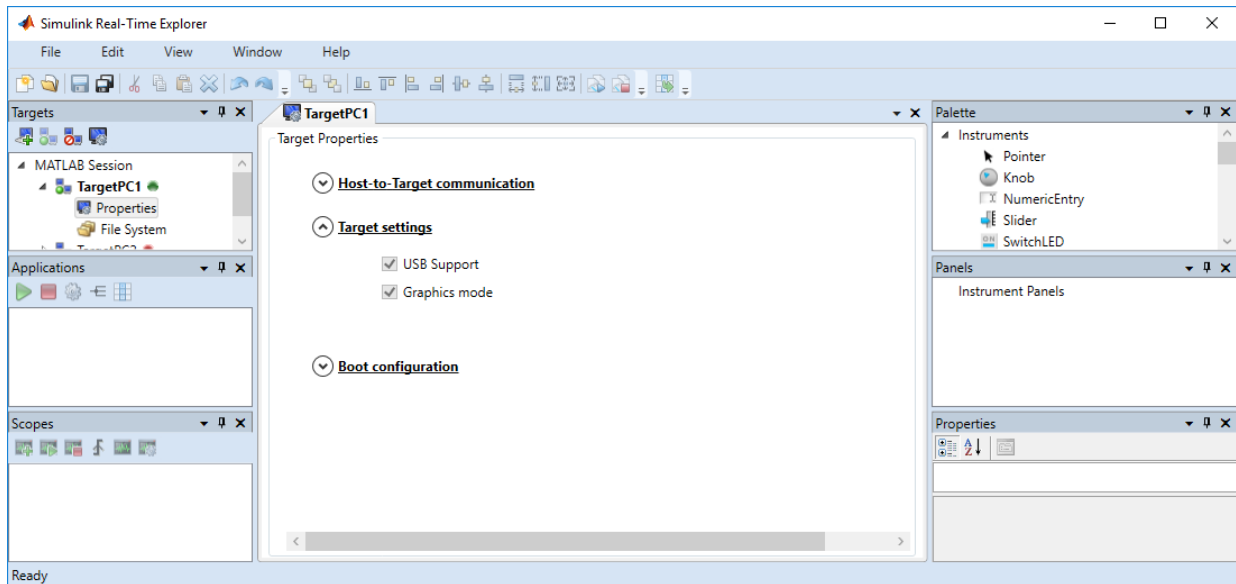 Simulink Real-Time Explorer
File Edit View Window Help
Targets
MATLAB Session
TargetPC1
Properties
File System
Applications
Scopes
TargetPC1
Target Properties
Host-to-Target communication
Target settings
USB Support
Graphics mode
Boot configuration
Palette
Instruments
Pointer
Knob
NumericEntry
Slider
ON SwitchLED
Panels
Instrument Panels
Properties
Ready